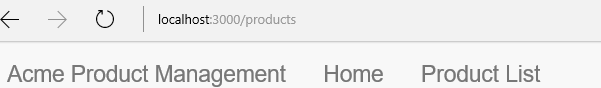 localhost:3000/products
Acme Product Management Home Product List